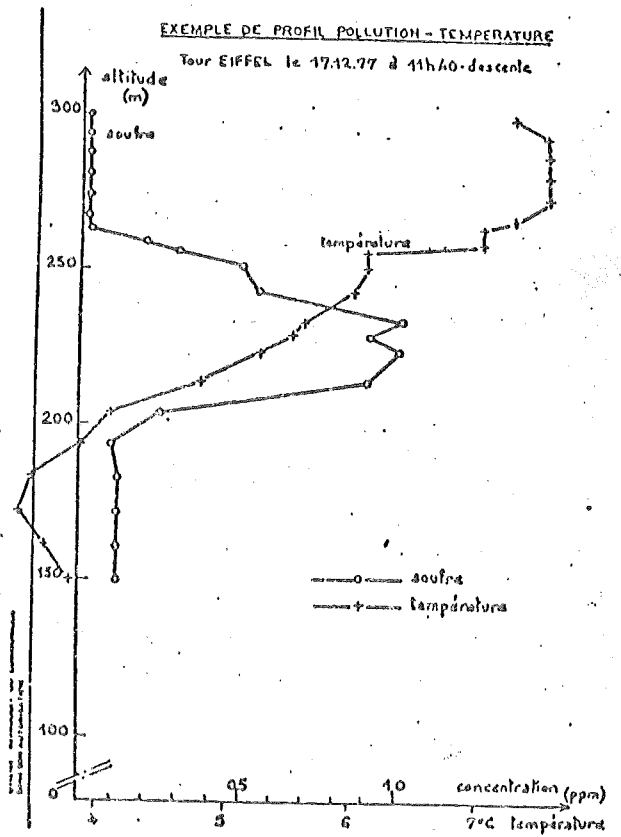 EXEMPLE DE PROFIL POLLUTION - TEMPERATURE
Tour EIFFEL le 17.12.77 à 11h40 - descente
altitude
(m)
300
soufre
température
250
200
150
soufre
température
100
0
0,5
1,0
concentration (ppm)
4
5
6
7°C température